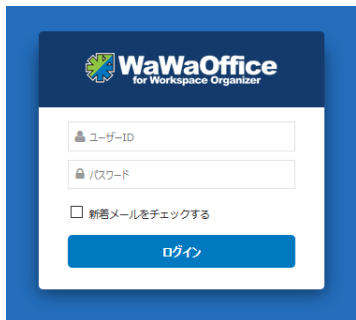 WaWaOffice
for Workspace Organizer
ユーザーID
パスワード
新着メールをチェックする
ログイン